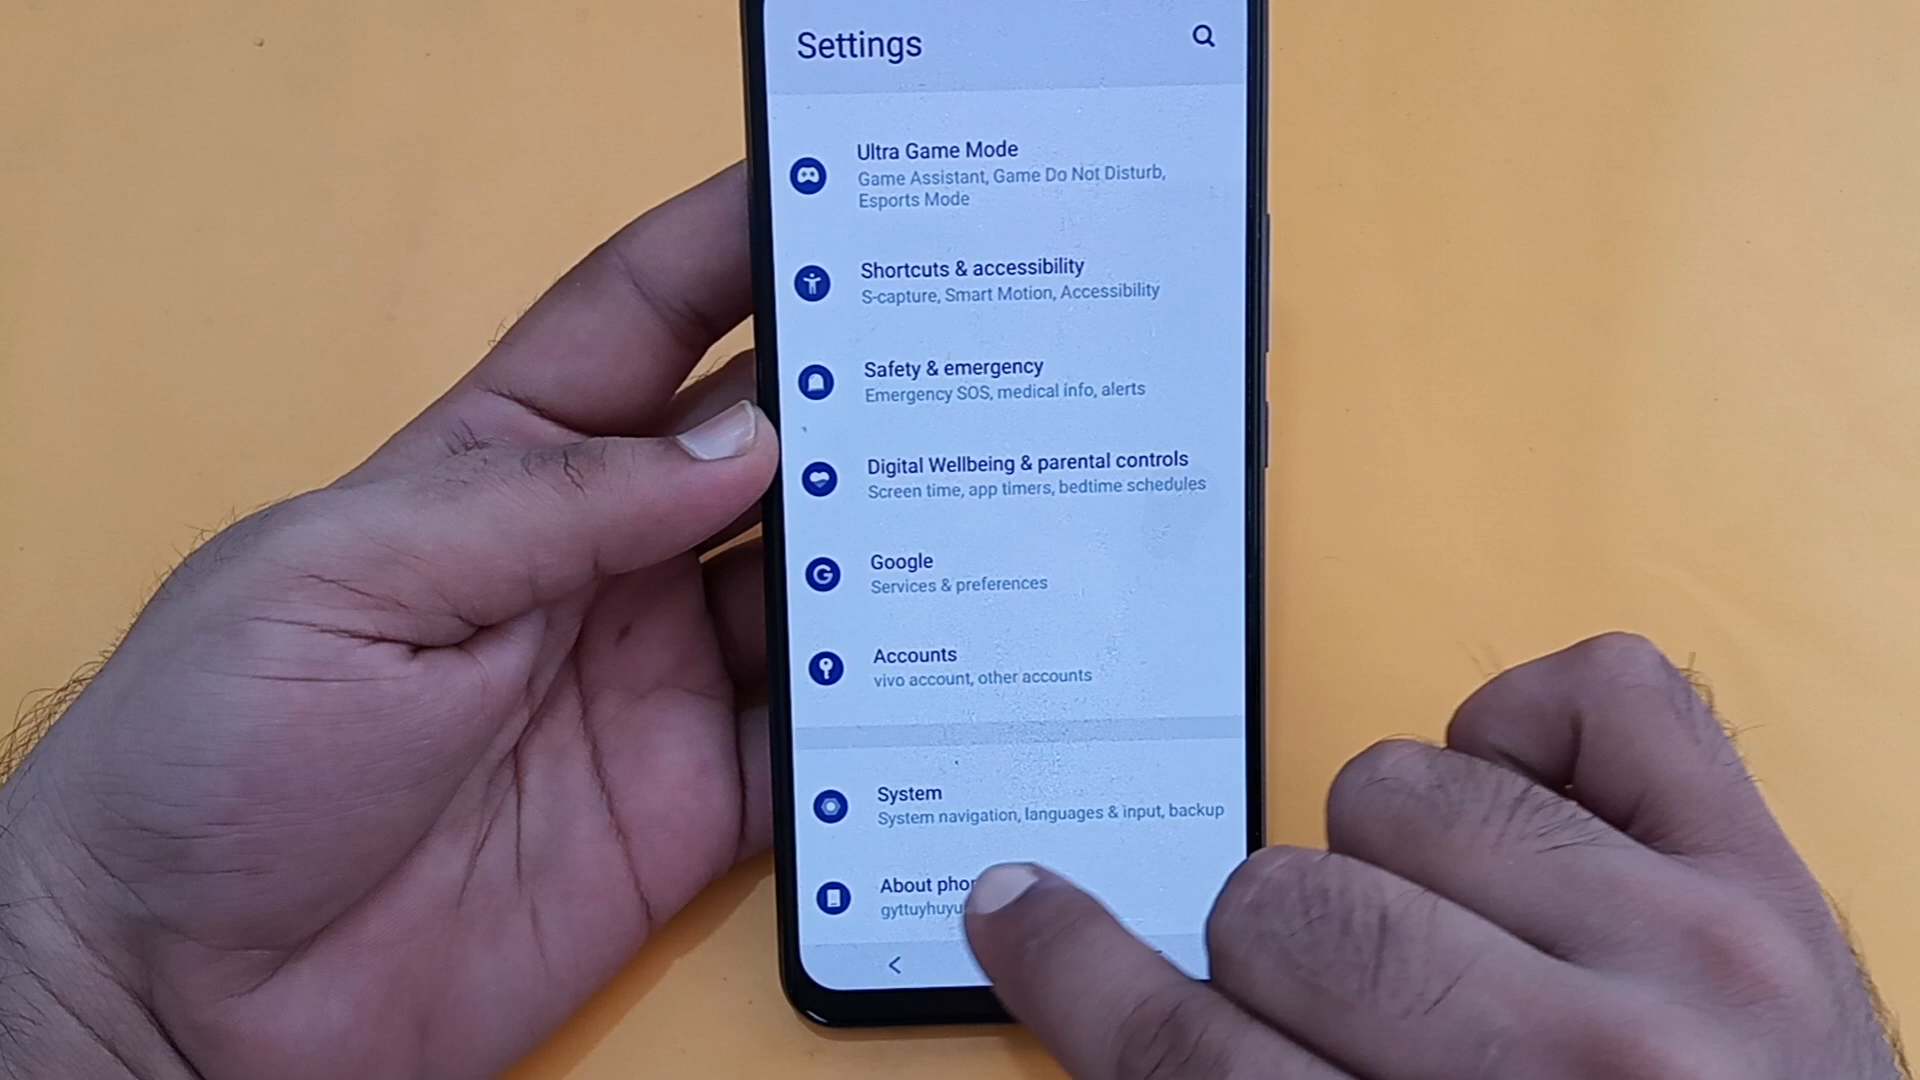 Settings
Ultra Game Mode
Game Assistant, Game Do Not Disturb,
Esports Mode
Shortcuts & accessibility
S-capture, Smart Motion, Accessibility
Safety & emergency
Emergency SOS, medical info, alerts
Digital Wellbeing & parental controls
Screen time, app timers, bedtime schedules
Google
Services & preferences
Accounts
vivo account, other accounts
System
System navigation, languages & input, backup
About